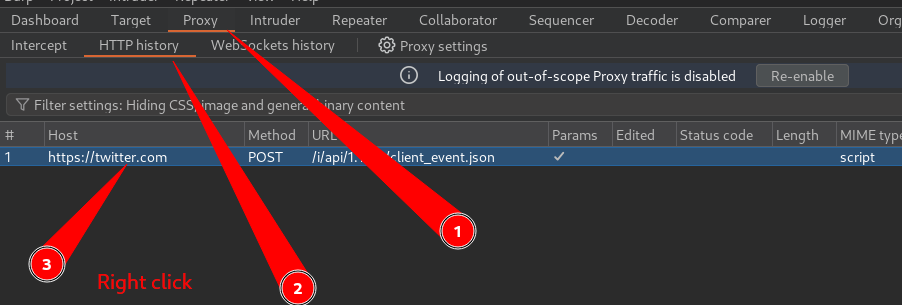 Dashboard Target Proxy Intruder Repeater Collaborator Sequencer Decoder Comparer Logger
Intercept HTTP history WebSockets history Proxy settings
Logging of out-of-scope Proxy traffic is disabled Re-enable
Filter settings: Hiding CSS, image and general binary content
# Host Method URL Params Edited Status code Length MIME type
1 https://twitter.com POST /i/api/1. /client_event.json ✓ script
1
3
Right click
2